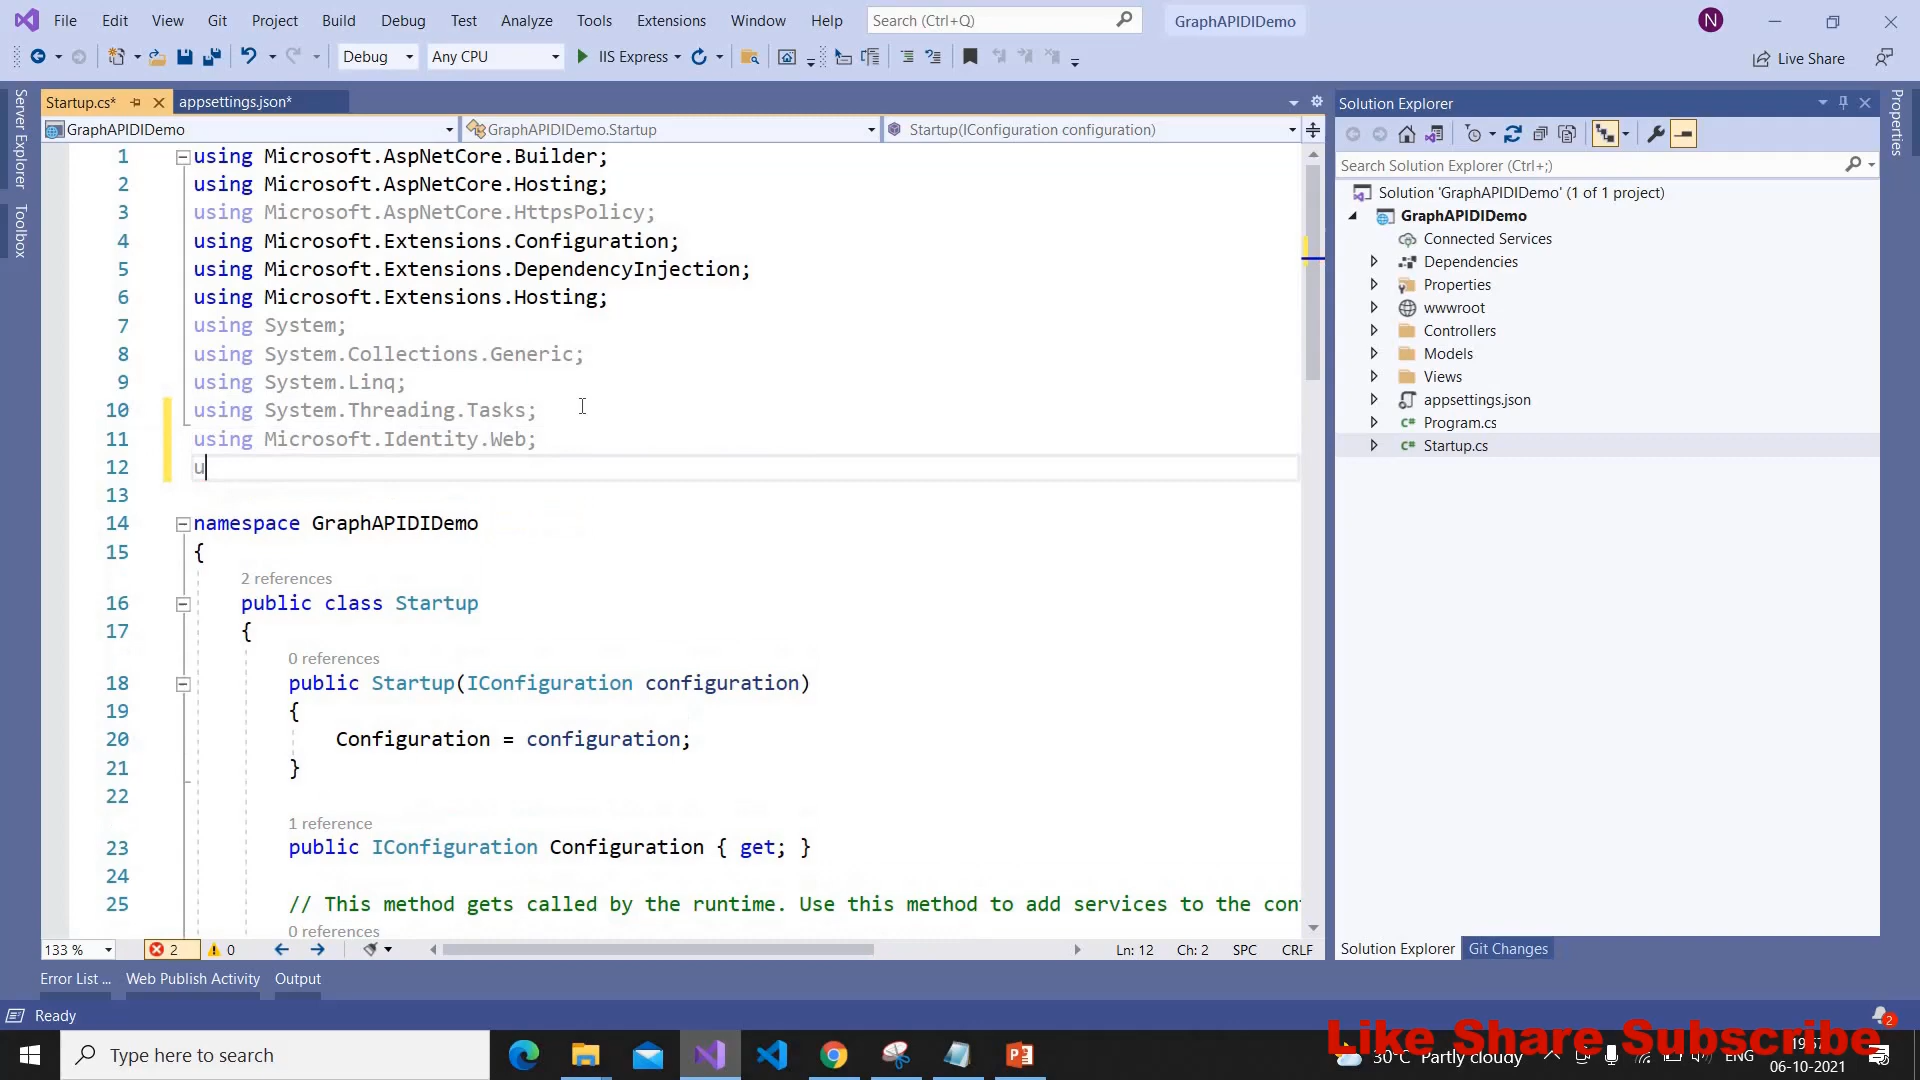 File Edit View Git Project Build Debug Test Analyze Tools Extensions Window Help Search (Ctrl+Q) GraphAPIDIDemo N
Debug Any CPU IIS Express Live Share
Startup.cs* appsettings.json*
GraphAPIDIDemo GraphAPIDIDemo.Startup Startup(IConfiguration configuration)
1 using Microsoft.AspNetCore.Builder;
2 using Microsoft.AspNetCore.Hosting;
3 using Microsoft.AspNetCore.HttpsPolicy;
4 using Microsoft.Extensions.Configuration;
5 using Microsoft.Extensions.DependencyInjection;
6 using Microsoft.Extensions.Hosting;
7 using System;
8 using System.Collections.Generic;
9 using System.Linq;
10 using System.Threading.Tasks;
11 using Microsoft.Identity.Web;
12 u
13
14 namespace GraphAPIDIDemo
15 {
2 references
16 public class Startup
17 {
0 references
18 public Startup(IConfiguration configuration)
19 {
20 Configuration = configuration;
21 }
22
1 reference
23 public IConfiguration Configuration { get; }
24
25 // This method gets called by the runtime. Use this method to add services to the con
0 references
133 % 2 0 Ln: 12 Ch: 2 SPC CRLF
Server Explorer
Toolbox
Solution Explorer
Search Solution Explorer (Ctrl+;)
Solution 'GraphAPIDIDemo' (1 of 1 project)
GraphAPIDIDemo
Connected Services
Dependencies
Properties
wwwroot
Controllers
Models
Views
appsettings.json
Program.cs
Startup.cs
Solution Explorer Git Changes
Properties
Error List ... Web Publish Activity Output
Ready 2
Like Share Subscribe
Type here to search 30°C Partly cloudy ENG
06-10-2021